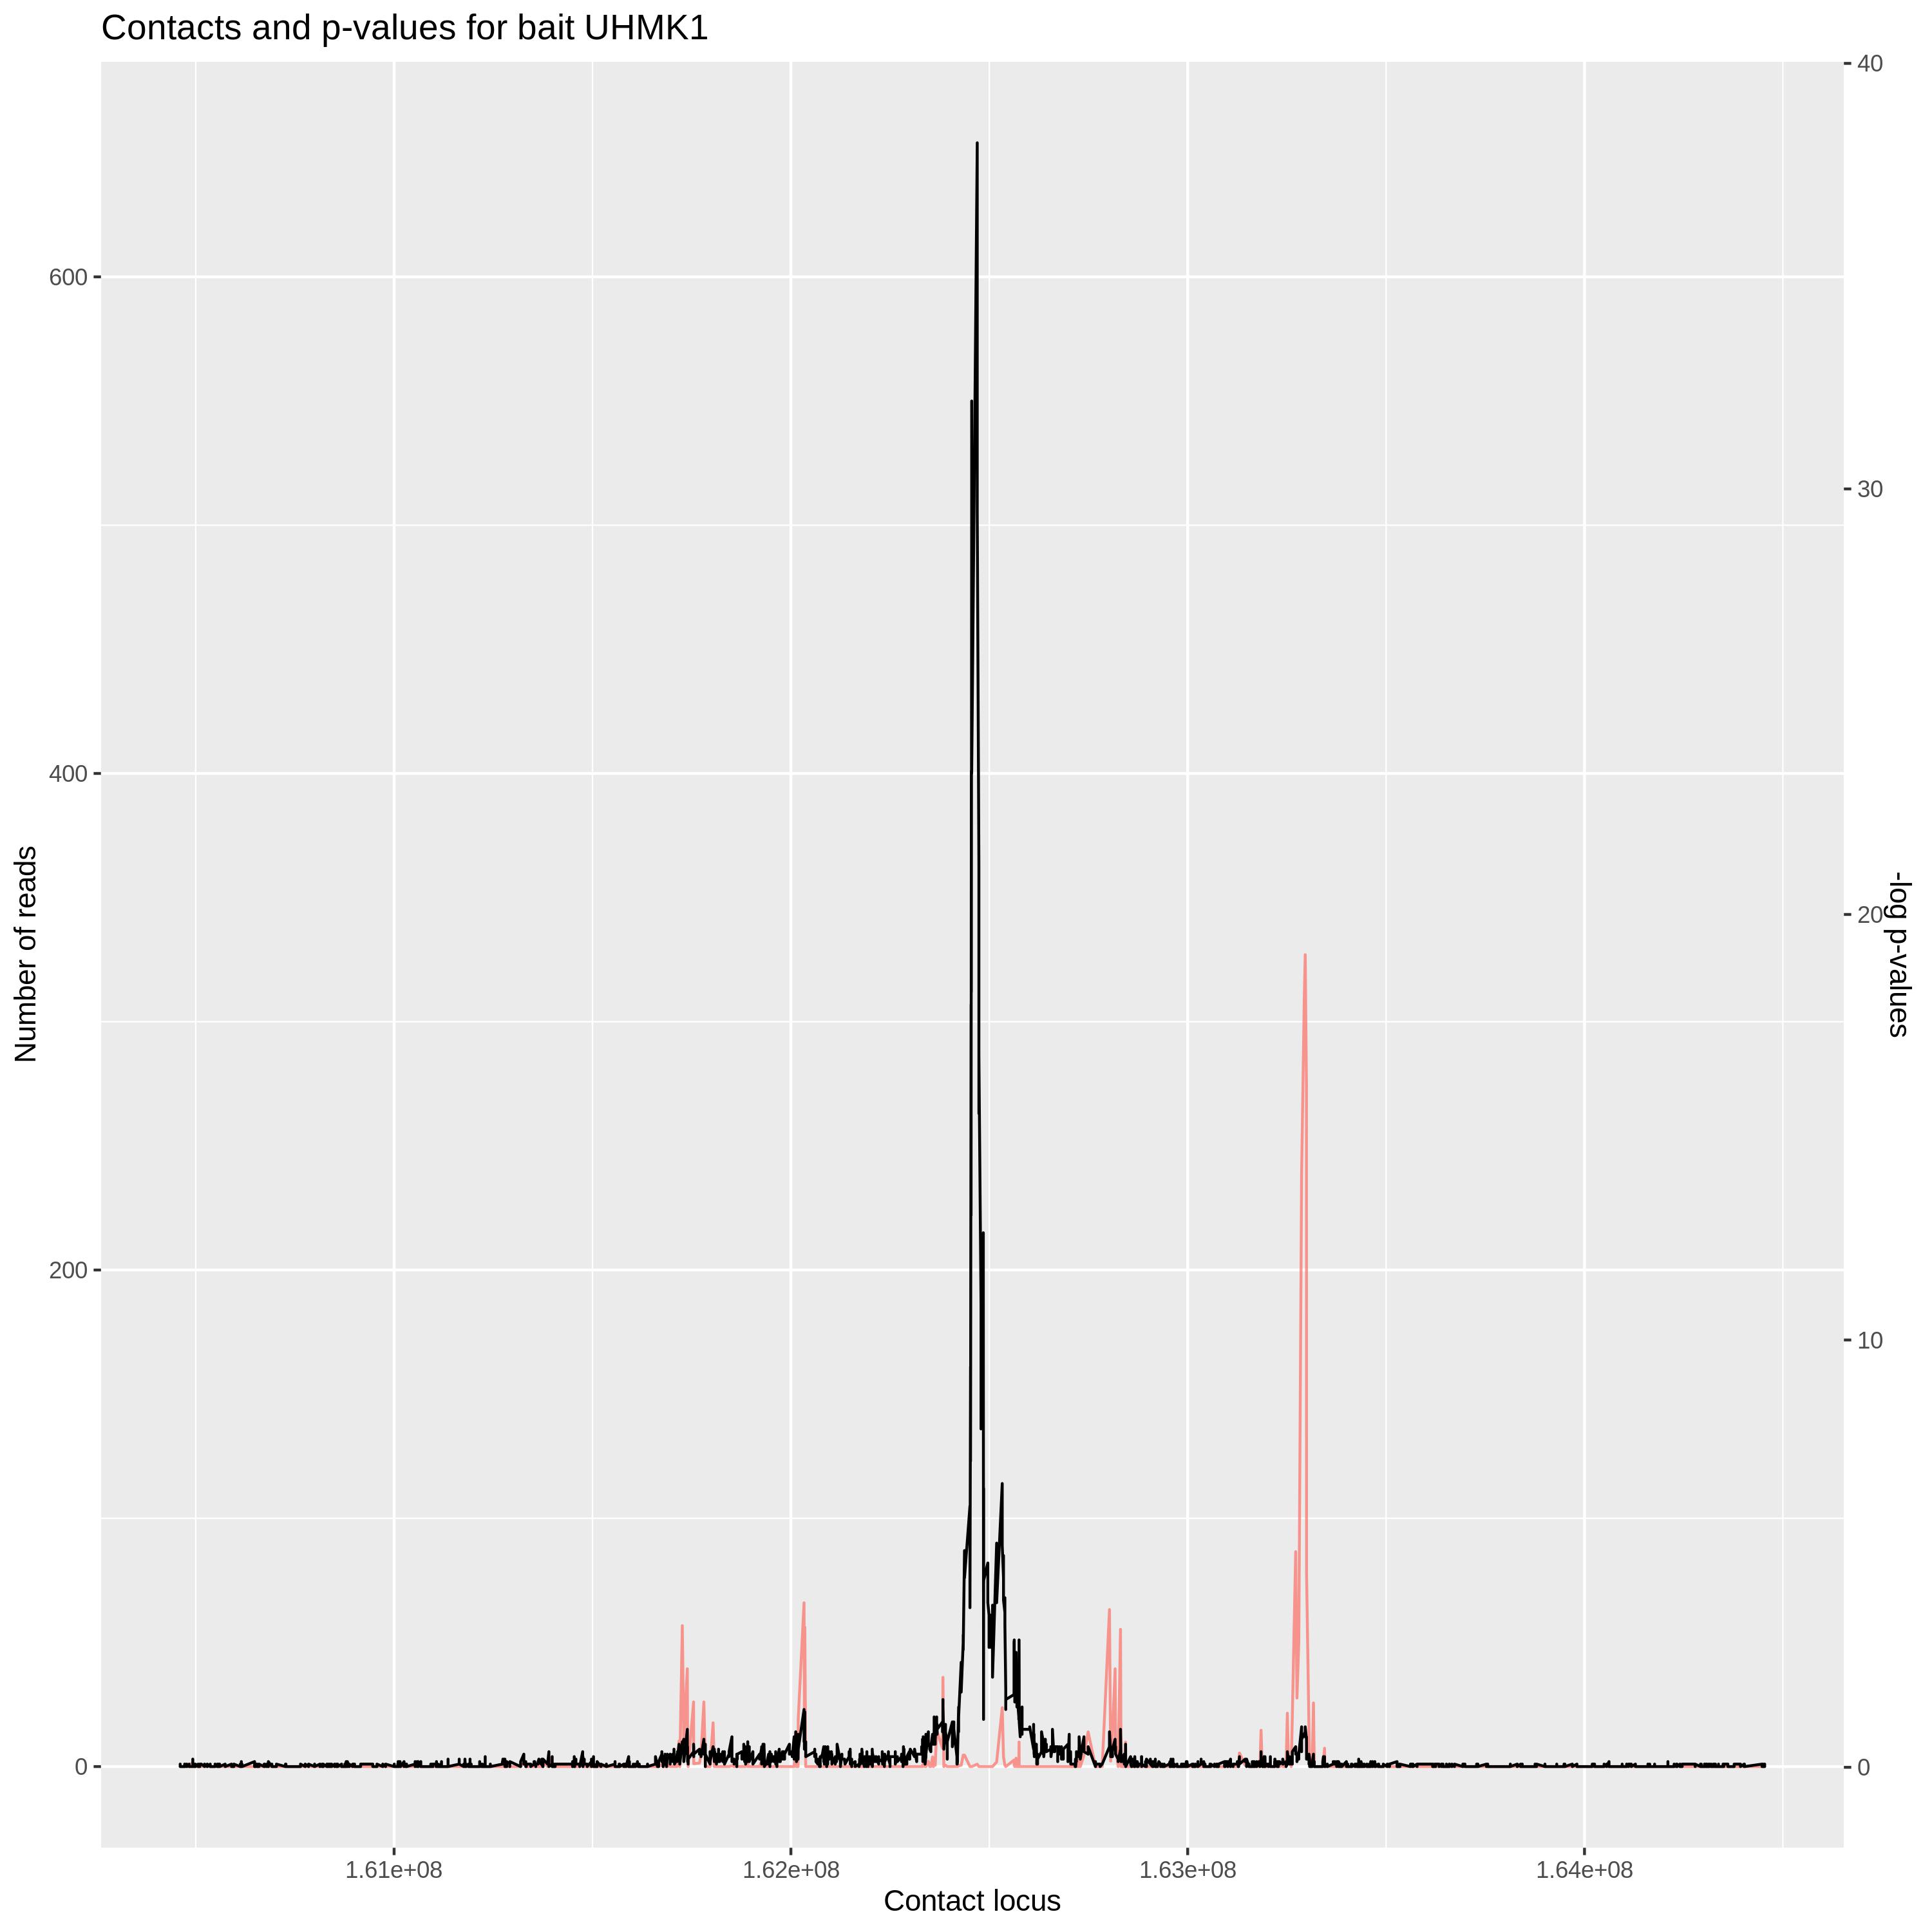 Contacts and p-values for bait UHMK1
40
600
30
400
Number of reads
20
-log p-values
200
10
0
0
1.61e+08
1.62e+08
1.63e+08
1.64e+08
Contact locus